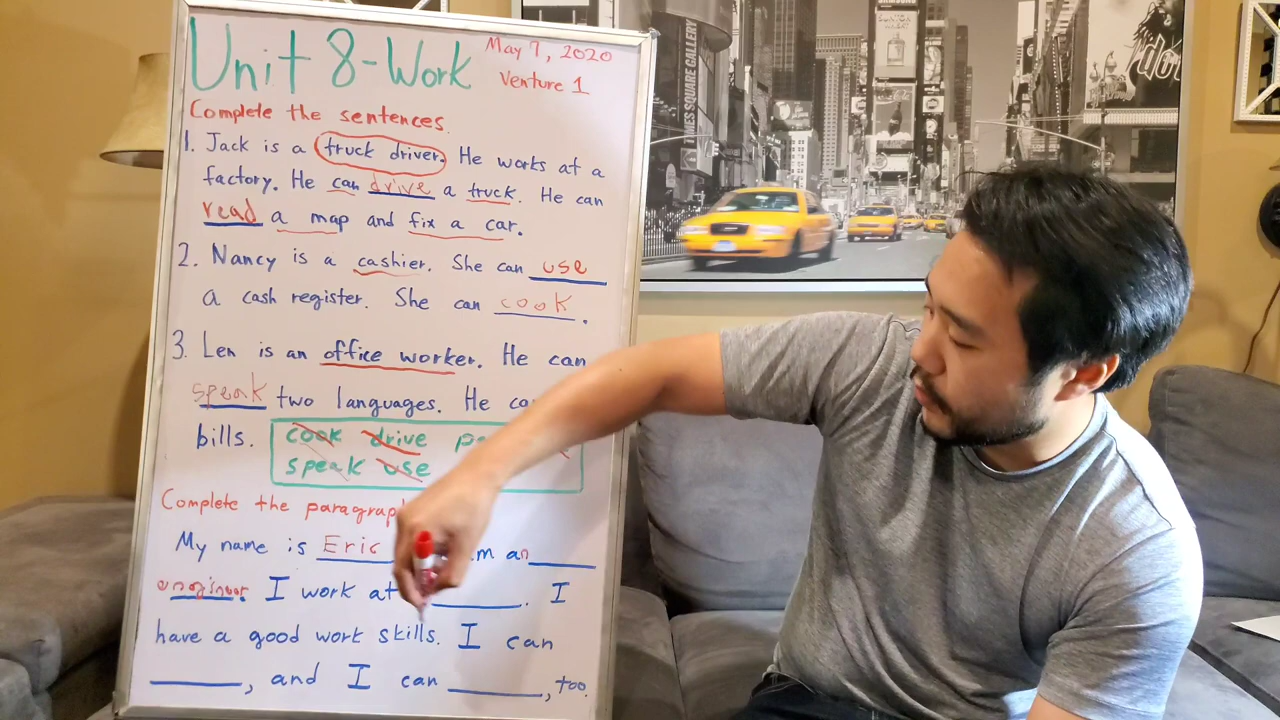 Unit 8-Work
May 7, 2020
Venture 1
Complete the sentences.
1. Jack is a truck driver. He works at a
factory. He can drive a truck. He can
read a map and fix a car.
2. Nancy is a cashier. She can use
a cash register. She can cook.
3. Len is an office worker. He can
speak two languages. He
bills.
cook drive
speak use
Complete the
My name is Eric an
engineer. I work at . I
have a good work skills. I can
, and I can , too.
TIMES SQUARE GALLERY